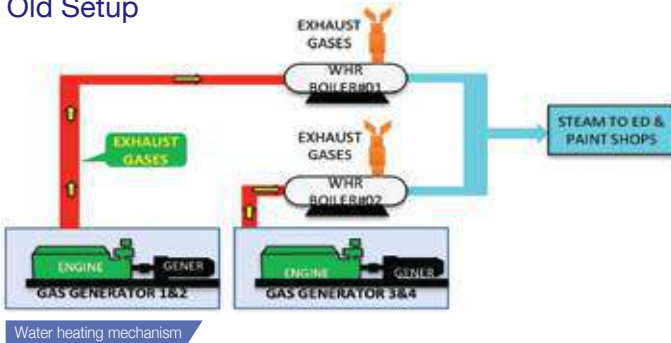 Old Setup
EXHAUST
GASES
WHR
BOILER#01
EXHAUST
GASES
STEAM TO ED &
PAINT SHOPS
EXHAUST
GASES
WHR
BOILER#02
ENGINE
GENER
GAS GENERATOR 1&2
ENGINE
GENER
GAS GENERATOR 3&4
Water heating mechanism